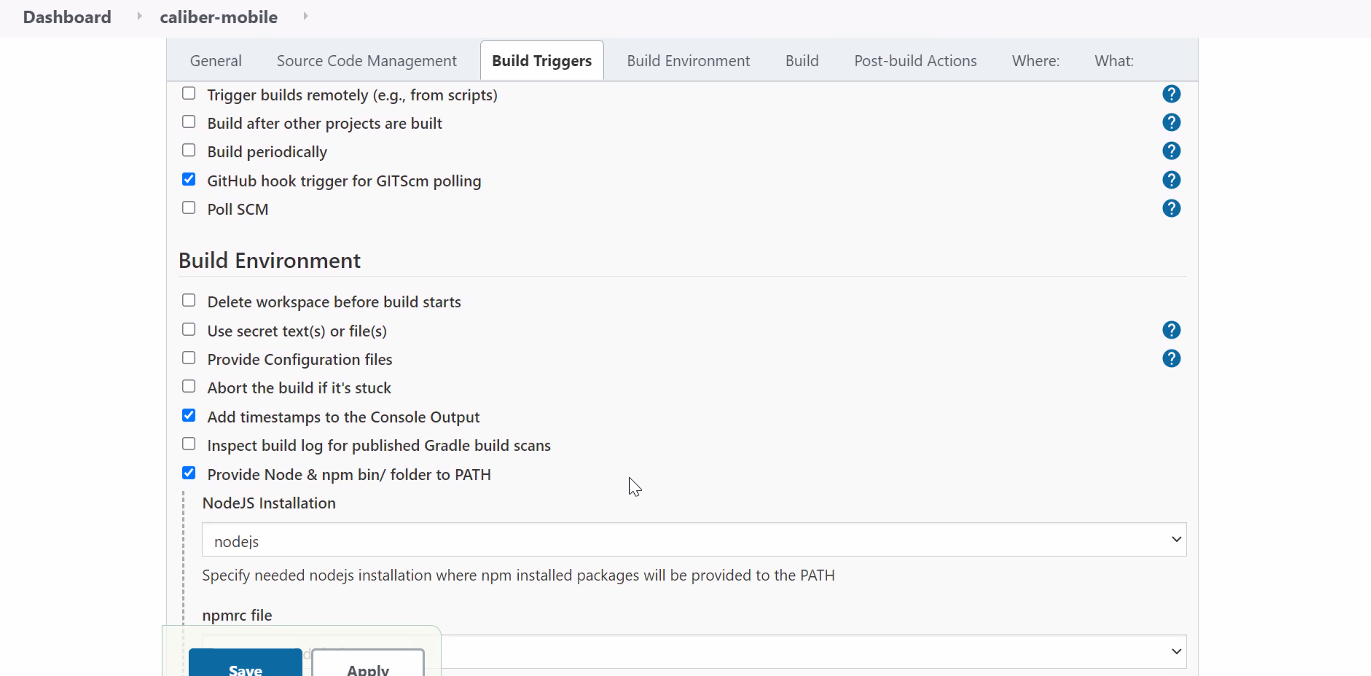 Dashboard caliber-mobile
General Source Code Management Build Triggers Build Environment Build Post-build Actions Where: What:
Trigger builds remotely (e.g., from scripts) ?
Build after other projects are built ?
Build periodically ?
GitHub hook trigger for GITScm polling ?
Poll SCM ?
Build Environment
Delete workspace before build starts
Use secret text(s) or file(s) ?
Provide Configuration files ?
Abort the build if it's stuck
Add timestamps to the Console Output
Inspect build log for published Gradle build scans
Provide Node & npm bin/ folder to PATH
NodeJS Installation
nodejs
Specify needed nodejs installation where npm installed packages will be provided to the PATH
npmrc file
Save Apply